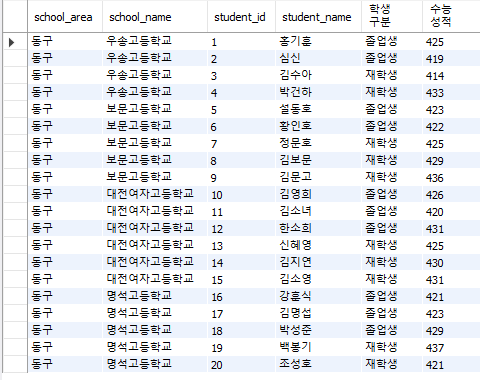 school_area school_name student_id student_name 학생 구분 수능 성적
동구 우송고등학교 1 홍기훈 졸업생 425
동구 우송고등학교 2 심신 졸업생 419
동구 우송고등학교 3 김수아 재학생 414
동구 우송고등학교 4 박건하 재학생 433
동구 보문고등학교 5 설동호 졸업생 423
동구 보문고등학교 6 황인호 졸업생 422
동구 보문고등학교 7 정문호 재학생 425
동구 보문고등학교 8 김보문 재학생 429
동구 보문고등학교 9 김문고 재학생 436
동구 대전여자고등학교 10 김영희 졸업생 426
동구 대전여자고등학교 11 김소녀 졸업생 420
동구 대전여자고등학교 12 한소희 졸업생 431
동구 대전여자고등학교 13 신혜영 재학생 425
동구 대전여자고등학교 14 김지연 재학생 430
동구 대전여자고등학교 15 김소영 재학생 431
동구 명석고등학교 16 강훈식 졸업생 421
동구 명석고등학교 17 김명섭 졸업생 423
동구 명석고등학교 18 박성준 졸업생 429
동구 명석고등학교 19 백봉기 재학생 437
동구 명석고등학교 20 조성호 재학생 421